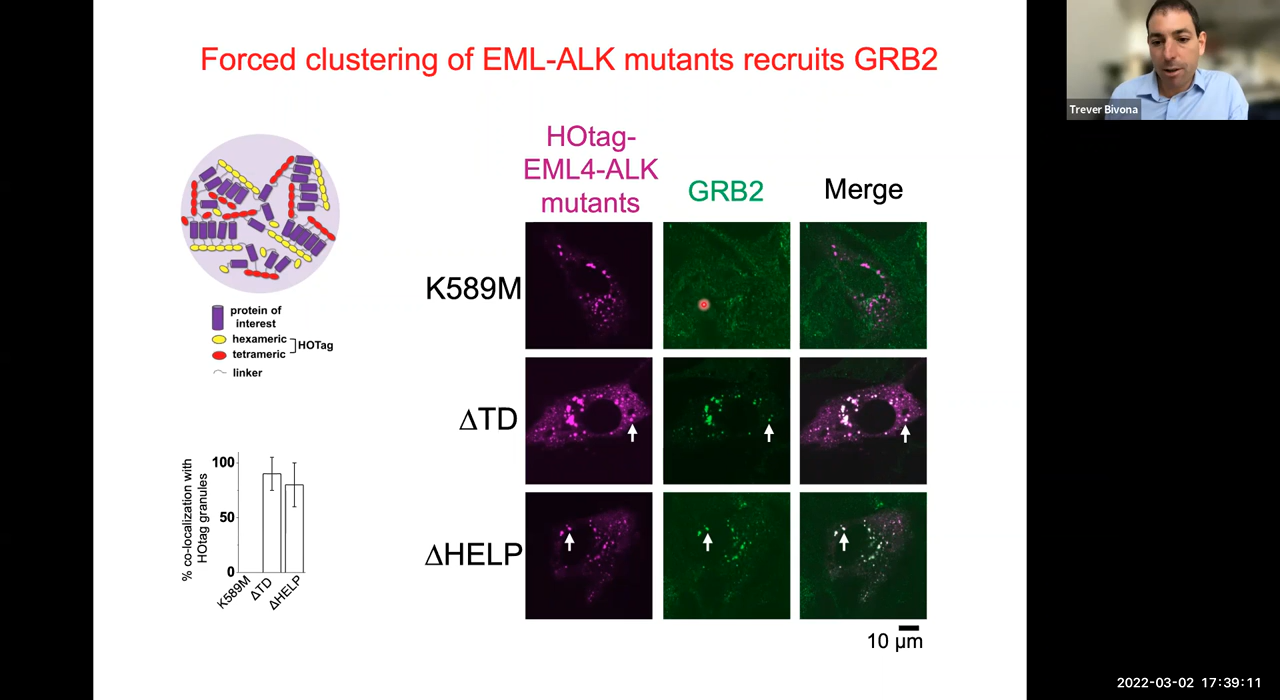 Forced clustering of EML-ALK mutants recruits GRB2
Trever Bivona
HOtag-
EML4-ALK
mutants
GRB2
Merge
K589M
ΔTD
ΔHELP
protein of
interest
hexameric
tetrameric
HOTag
linker
% co-localization with
HOtag granules
100
50
0
K589M
ΔTD
ΔHELP
10 μm
2022-03-02 17:39:11